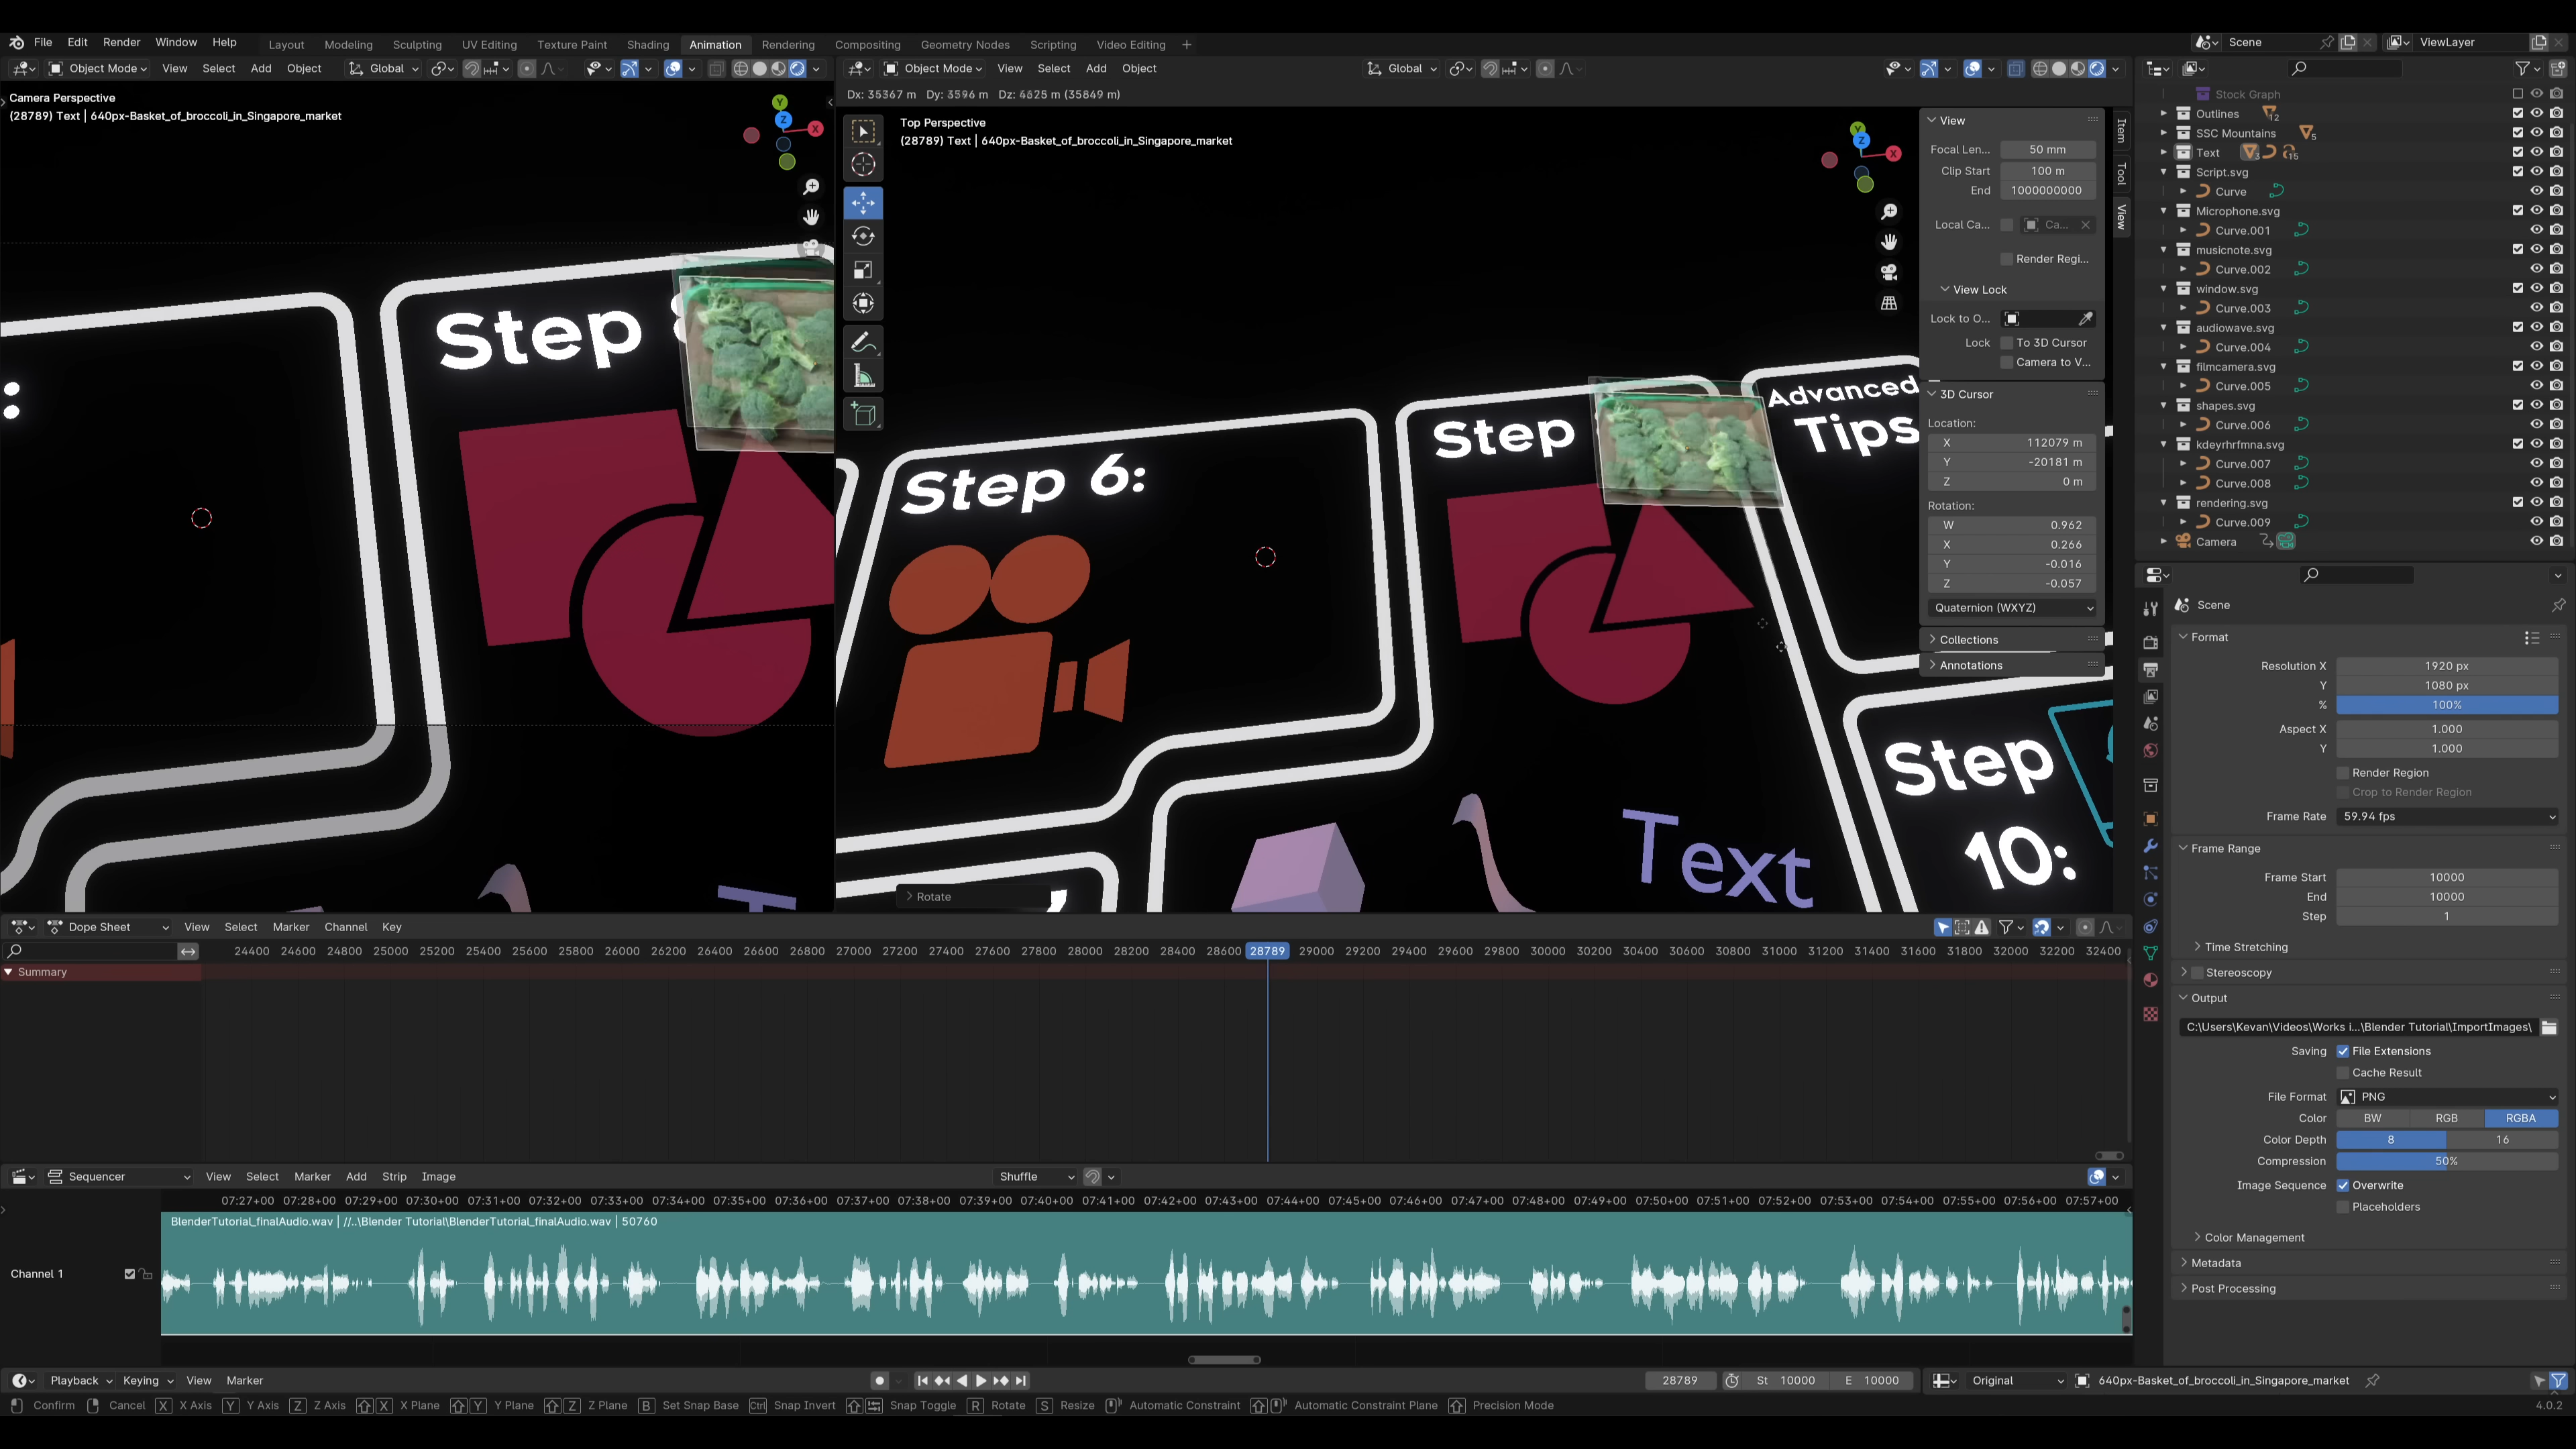 File Edit Render Window Help Layout Modeling Sculpting UV Editing Texture Paint Shading Animation Rendering Compositing Geometry Nodes Scripting Video Editing + Scene ViewLayer
Object Mode View Select Add Object Global Object Mode View Select Add Object Global
Dx: 35367 m Dy: 3596 m Dz: 4625 m (35849 m)
Camera Perspective
(28789) Text | 640px-Basket_of_broccoli_in_Singapore_market
Top Perspective
(28789) Text | 640px-Basket_of_broccoli_in_Singapore_market
Y
Z
X
Y
Z
X
Step
:
Step 6:
Step
Advanced
Tips
Step
10:
Text
Rotate
View
Focal Len... 50 mm
Clip Start 100 m
End 1000000000
Local Ca... Ca...
Render Regi...
View Lock
Lock to O...
Lock To 3D Cursor
Camera to V...
3D Cursor
Location:
X 112079 m
Y -20181 m
Z 0 m
Rotation:
W 0.962
X 0.266
Y -0.016
Z -0.057
Quaternion (WXYZ)
Collections
Annotations
Item
Tool
View
Stock Graph
Outlines 12
SSC Mountains 5
Text 3 15
Script.svg
Curve
Microphone.svg
Curve.001
musicnote.svg
Curve.002
window.svg
Curve.003
audiowave.svg
Curve.004
filmcamera.svg
Curve.005
shapes.svg
Curve.006
kdeyrhrfmna.svg
Curve.007
Curve.008
rendering.svg
Curve.009
Camera
Scene
Format
Resolution X 1920 px
Y 1080 px
% 100%
Aspect X 1.000
Y 1.000
Render Region
Crop to Render Region
Frame Rate 59.94 fps
Frame Range
Frame Start 10000
End 10000
Step 1
Time Stretching
Stereoscopy
Output
C:\Users\Kevan\Videos\Works i...\Blender Tutorial\ImportImages\
Saving File Extensions
Cache Result
File Format PNG
Color BW RGB RGBA
Color Depth 8 16
Compression 50%
Image Sequence Overwrite
Placeholders
Color Management
Metadata
Post Processing
Dope Sheet View Select Marker Channel Key
24400 24600 24800 25000 25200 25400 25600 25800 26000 26200 26400 26600 26800 27000 27200 27400 27600 27800 28000 28200 28400 28600 28789 29000 29200 29400 29600 29800 30000 30200 30400 30600 30800 31000 31200 31400 31600 31800 32000 32200 32400
Summary
Sequencer View Select Marker Add Strip Image Shuffle
07:27+00 07:28+00 07:29+00 07:30+00 07:31+00 07:32+00 07:33+00 07:34+00 07:35+00 07:36+00 07:37+00 07:38+00 07:39+00 07:40+00 07:41+00 07:42+00 07:43+00 07:44+00 07:45+00 07:46+00 07:47+00 07:48+00 07:49+00 07:50+00 07:51+00 07:52+00 07:53+00 07:54+00 07:55+00 07:56+00 07:57+00
BlenderTutorial_finalAudio.wav | //..\Blender Tutorial\BlenderTutorial_finalAudio.wav | 50760
Channel 1
Playback Keying View Marker 28789 St 10000 E 10000 Original 640px-Basket_of_broccoli_in_Singapore_market
Confirm Cancel X X Axis Y Y Axis Z Z Axis X X Plane Y Y Plane Z Z Plane B Set Snap Base Ctrl Snap Invert Snap Toggle R Rotate S Resize Automatic Constraint Automatic Constraint Plane Precision Mode 4.0.2